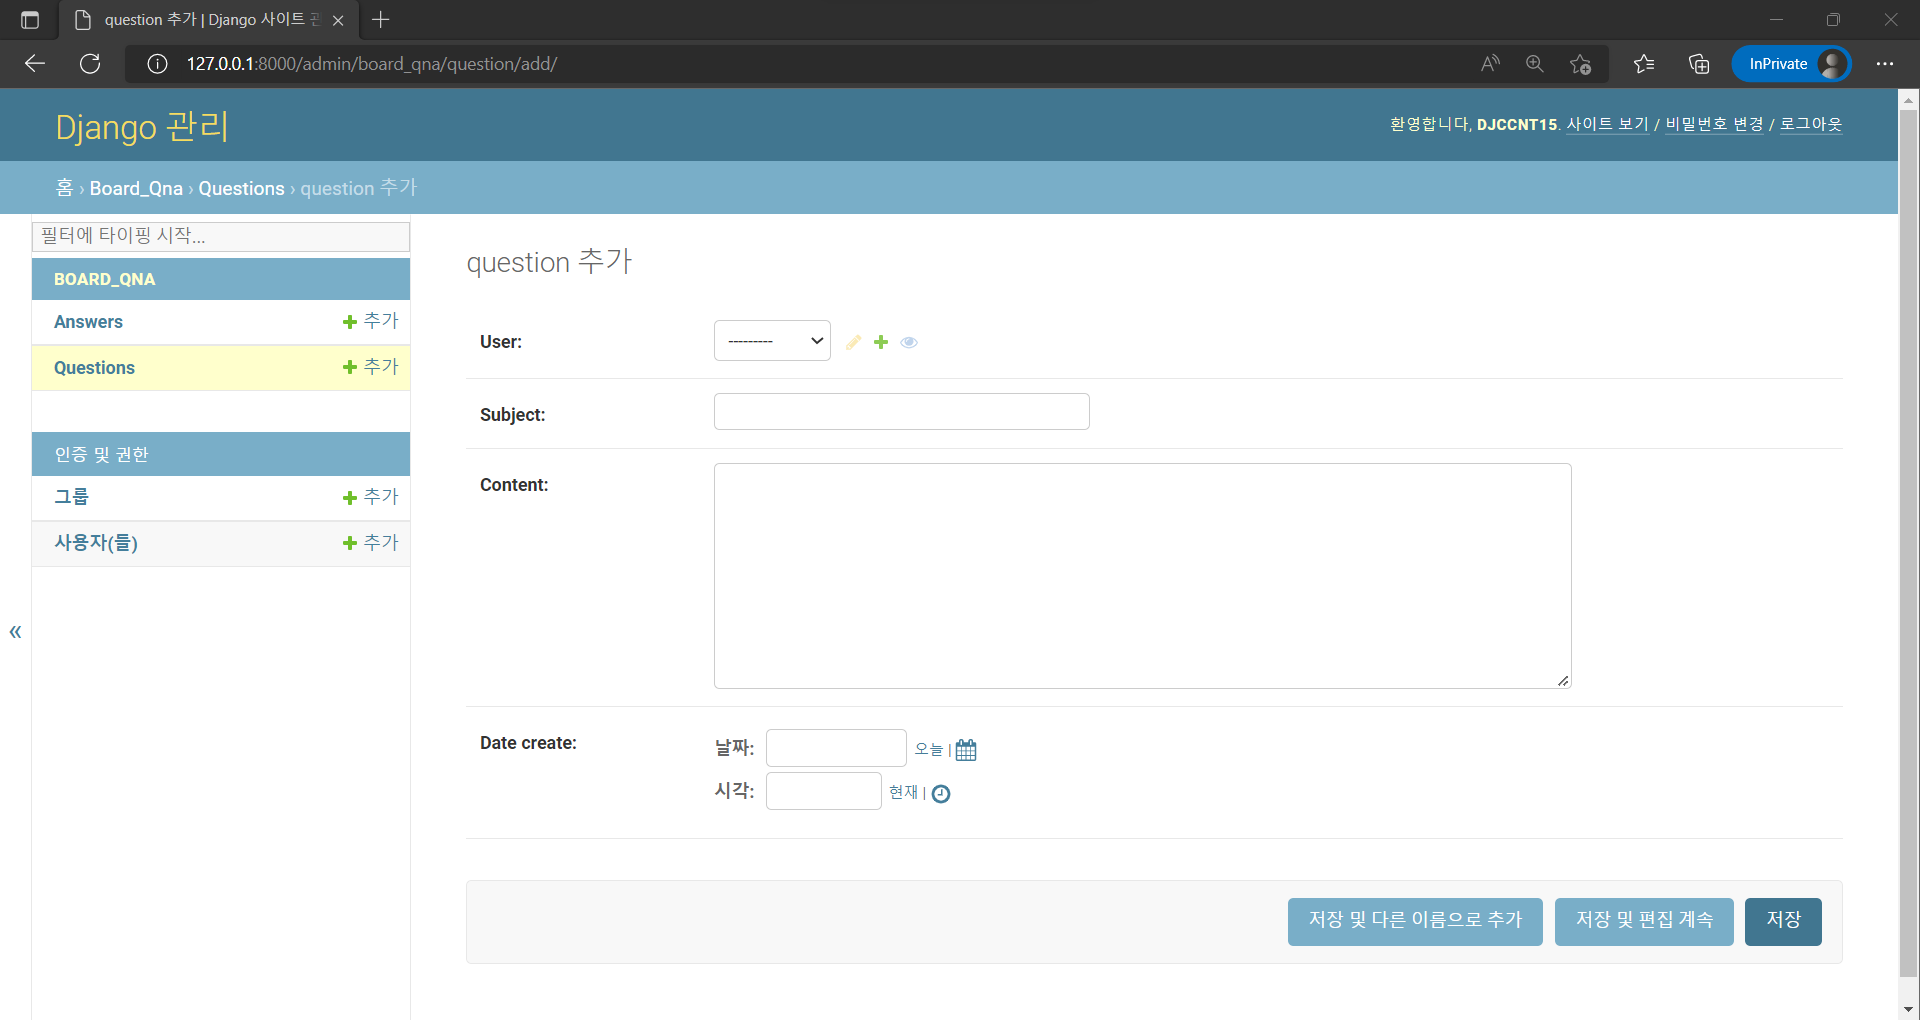 question 추가 | Django 사이트 관
127.0.0.1:8000/admin/board_qna/question/add/
InPrivate
Django 관리
환영합니다, DJCCNT15. 사이트 보기 / 비밀번호 변경 / 로그아웃
홈 › Board_Qna › Questions › question 추가
필터에 타이핑 시작...
BOARD_QNA
Answers
추가
Questions
추가
인증 및 권한
그룹
추가
사용자(들)
추가
«
question 추가
User:
---------
Subject:
Content:
Date create:
날짜:
오늘 |
시각:
현재 |
저장 및 다른 이름으로 추가
저장 및 편집 계속
저장